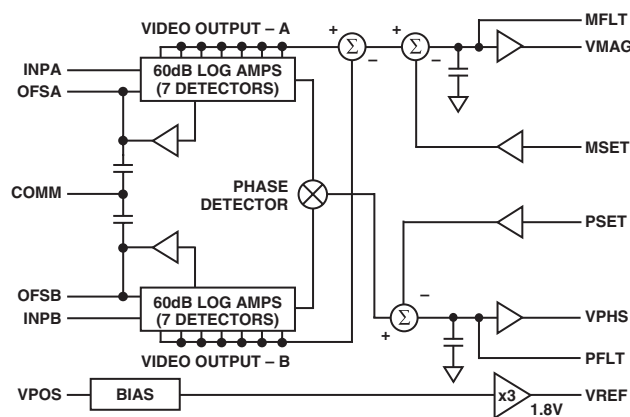 VIDEO OUTPUT – A
+
Σ
–
+
Σ
–
MFLT
VMAG
INPA
OFSA
60dB LOG AMPS
(7 DETECTORS)
MSET
COMM
PHASE
DETECTOR
PSET
–
+
Σ
OFSB
INPB
60dB LOG AMPS
(7 DETECTORS)
VPHS
PFLT
VIDEO OUTPUT – B
VPOS
BIAS
x3
1.8V
VREF